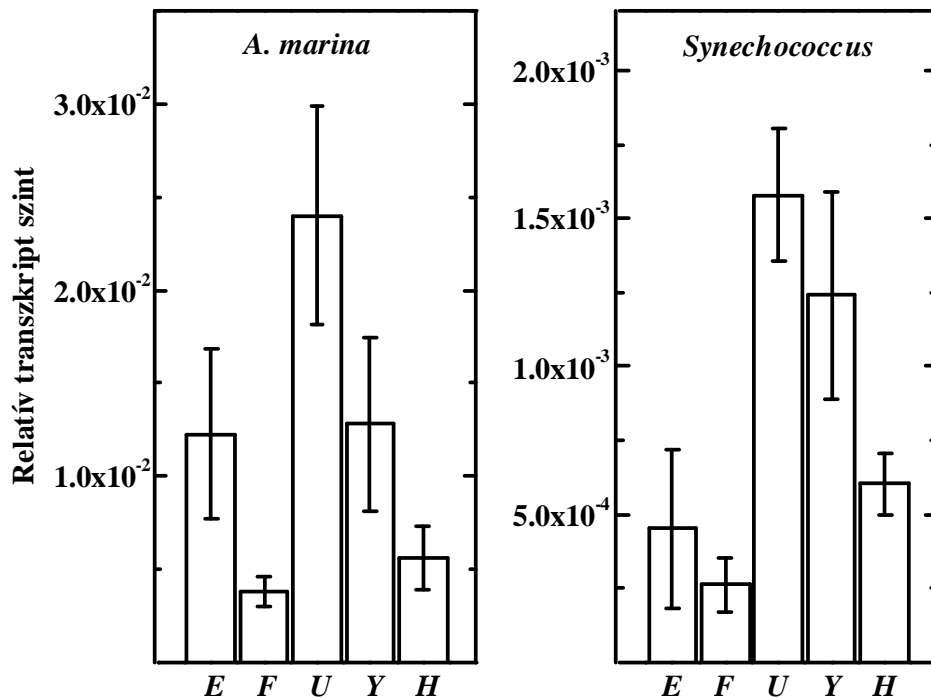 Relatív transzkript szint
A. marina
3.0x10⁻²
2.0x10⁻²
1.0x10⁻²
E F U Y H
Synechococcus
2.0x10⁻³
1.5x10⁻³
1.0x10⁻³
5.0x10⁻⁴
E F U Y H